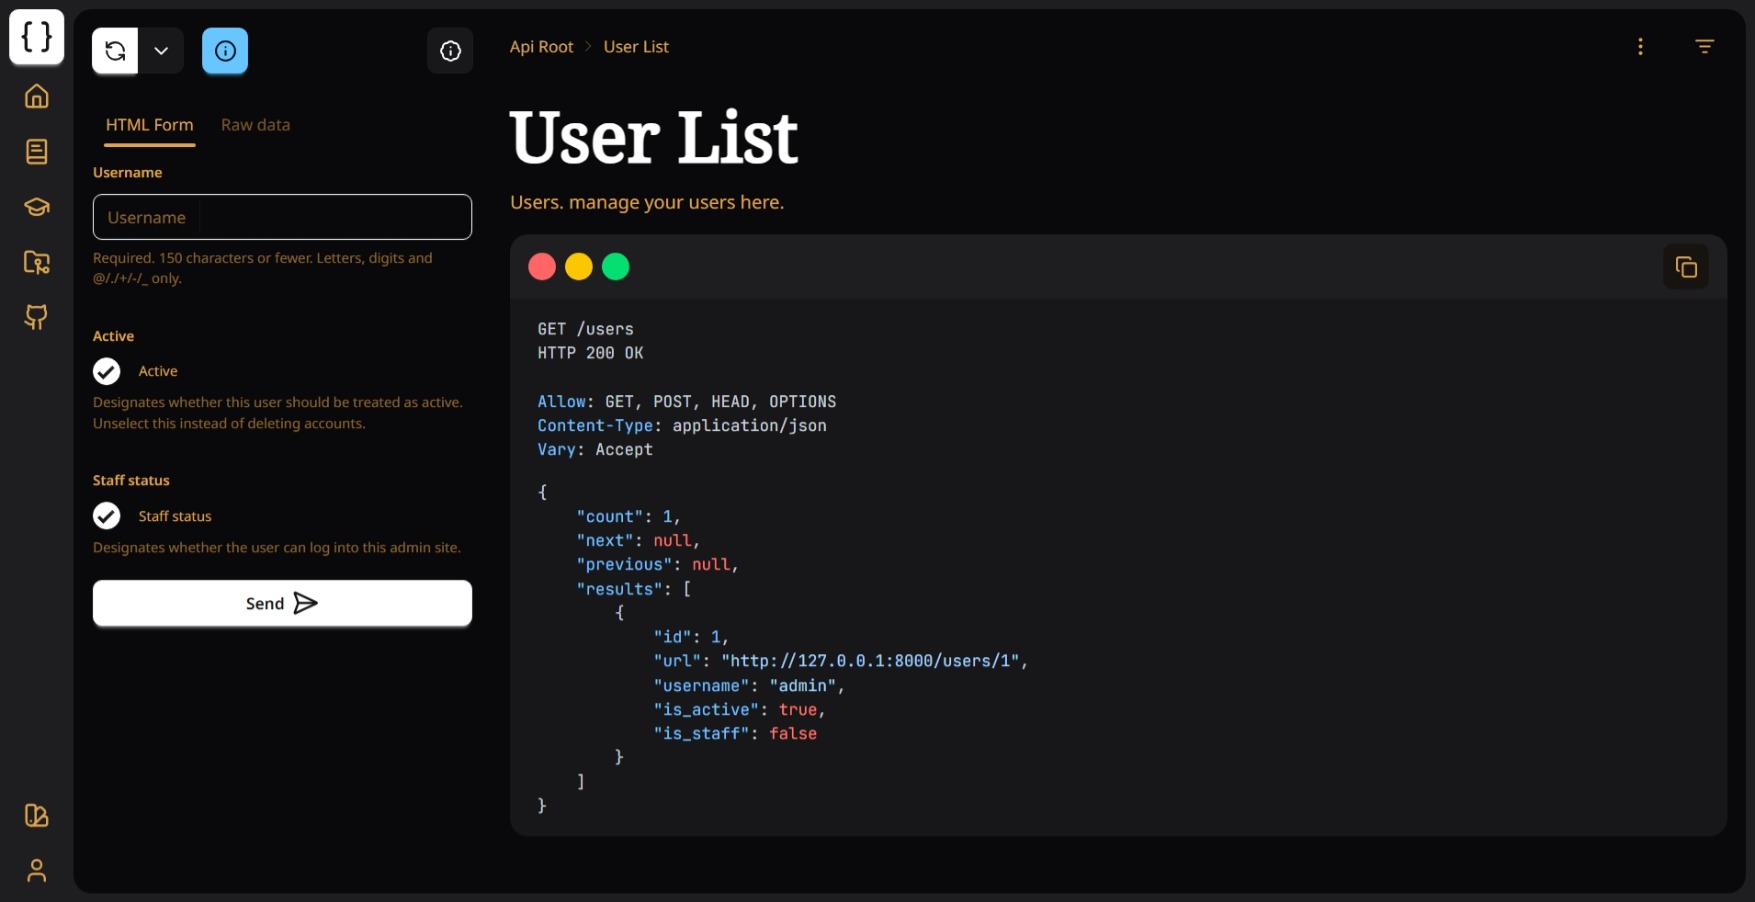 {}
HTML Form
Raw data
Username
Username
Required. 150 characters or fewer. Letters, digits and
@/./+/-/_ only.
Active
Active
Designates whether this user should be treated as active.
Unselect this instead of deleting accounts.
Staff status
Staff status
Designates whether the user can log into this admin site.
Send
Api Root > User List
User List
Users. manage your users here.
GET /users
HTTP 200 OK
Allow: GET, POST, HEAD, OPTIONS
Content-Type: application/json
Vary: Accept
{
    "count": 1,
    "next": null,
    "previous": null,
    "results": [
        {
            "id": 1,
            "url": "http://127.0.0.1:8000/users/1",
            "username": "admin",
            "is_active": true,
            "is_staff": false
        }
    ]
}